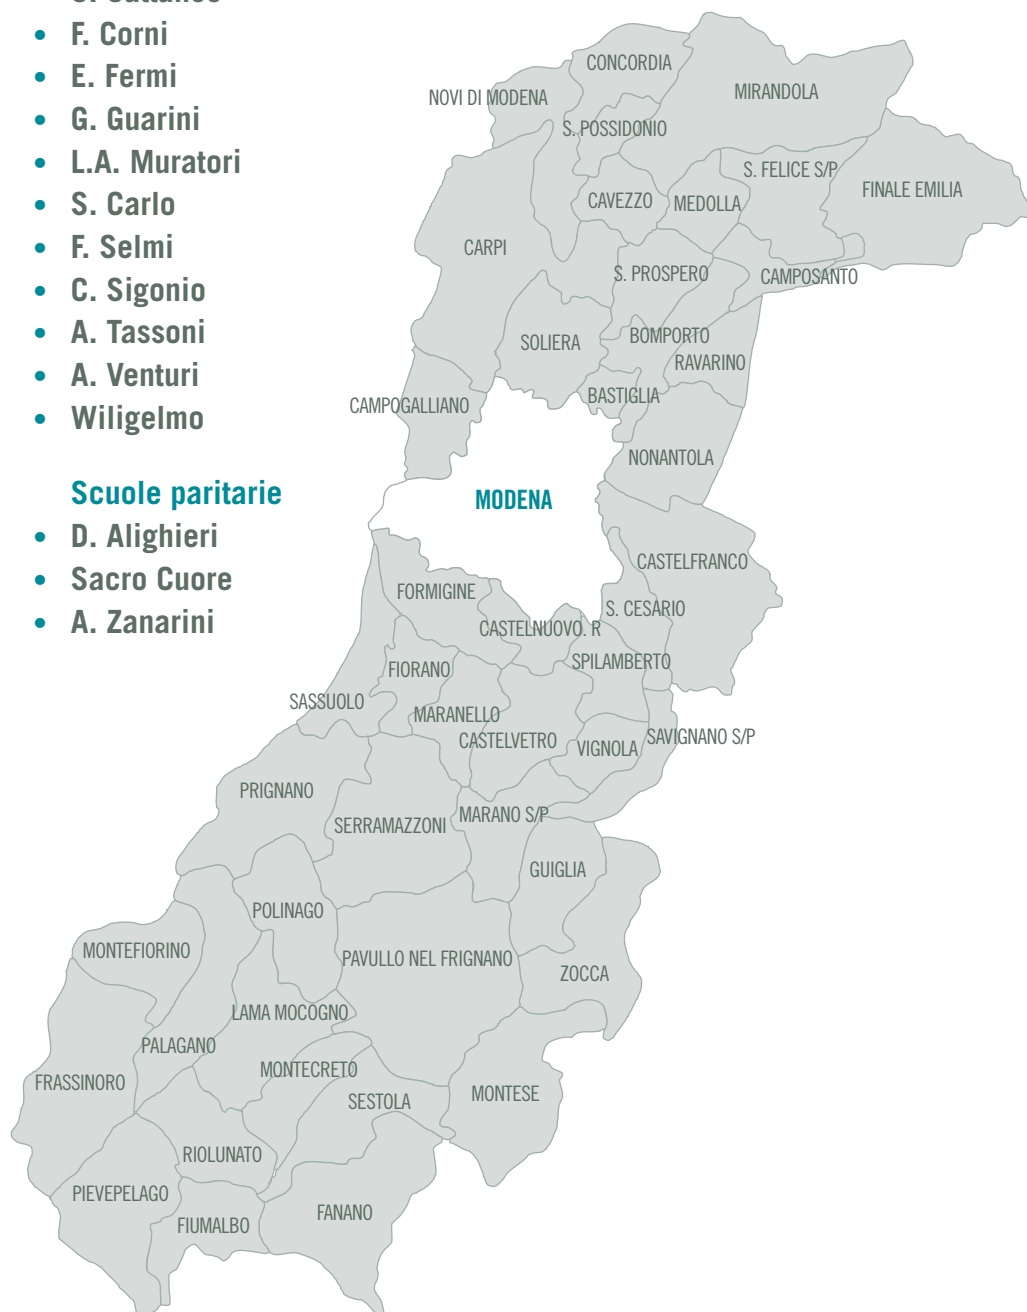 F. Corni
E. Fermi
G. Guarini
L.A. Muratori
S. Carlo
F. Selmi
C. Sigonio
A. Tassoni
A. Venturi
Wiligelmo
Scuole paritarie
D. Alighieri
Sacro Cuore
A. Zanarini
CONCORDIA
MIRANDOLA
NOVI DI MODENA
S. POSSIDONIO
S. FELICE S/P
FINALE EMILIA
CAVEZZO
MEDOLLA
CARPI
S. PROSPERO
CAMPOSANTO
SOLIERA
BOMPORTO
RAVARINO
BASTIGLIA
CAMPOGALLIANO
NONANTOLA
MODENA
CASTELFRANCO
FORMIGINE
S. CESARIO
CASTELNUOVO. R
SPILAMBERTO
FIORANO
SASSUOLO
MARANELLO
CASTELVETRO
VIGNOLA
SAVIGNANO S/P
PRIGNANO
MARANO S/P
SERRAMAZZONI
GUIGLIA
POLINAGO
MONTEFIORINO
PAVULLO NEL FRIGNANO
ZOCCA
LAMA MOCOGNO
PALAGANO
MONTECRETO
FRASSINORO
SESTOLA
MONTESE
RIOLUNATO
PIEVEPELAGO
FANANO
FIUMALBO